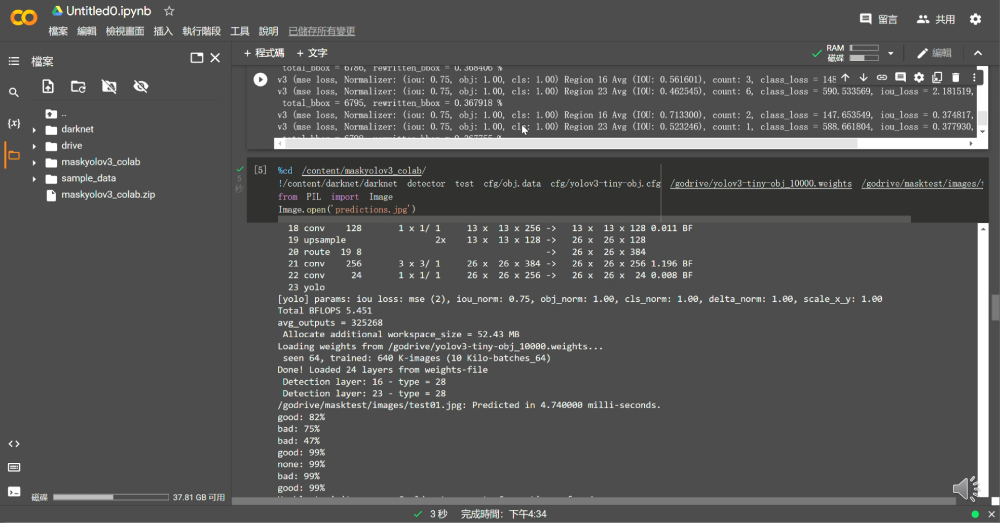 Untitled0.ipynb
檔案 編輯 檢視畫面 插入 執行階段 工具 說明 已儲存所有變更
留言 共用
檔案
+ 程式碼 + 文字
RAM
磁碟
編輯
..
darknet
drive
maskyolov3_colab
sample_data
maskyolov3_colab.zip
{x}
total_bbox = 6786, rewritten_bbox = 0.368406 %
v3 (mse loss, Normalizer: (iou: 0.75, obj: 1.00, cls: 1.00) Region 16 Avg (IOU: 0.561601), count: 3, class_loss = 148
v3 (mse loss, Normalizer: (iou: 0.75, obj: 1.00, cls: 1.00) Region 23 Avg (IOU: 0.462545), count: 6, class_loss = 590.533569, iou_loss = 2.181519,
total_bbox = 6795, rewritten_bbox = 0.367918 %
v3 (mse loss, Normalizer: (iou: 0.75, obj: 1.00, cls: 1.00) Region 16 Avg (IOU: 0.713300), count: 2, class_loss = 147.653549, iou_loss = 0.374817,
v3 (mse loss, Normalizer: (iou: 0.75, obj: 1.00, cls: 1.00) Region 23 Avg (IOU: 0.523246), count: 1, class_loss = 588.661804, iou_loss = 0.377930,
total_bbox = 6798, rewritten_bbox = 0.367755 %
5
秒
[5] %cd /content/maskyolov3_colab/
!/content/darknet/darknet detector test cfg/obj.data cfg/yolov3-tiny-obj.cfg /godrive/yolov3-tiny-obj_10000.weights /godrive/masktest/images/t
from PIL import Image
Image.open('predictions.jpg')
18 conv 128 1 x 1/ 1 13 x 13 x 256 -> 13 x 13 x 128 0.011 BF
19 upsample 2x 13 x 13 x 128 -> 26 x 26 x 128
20 route 19 8 -> 26 x 26 x 384
21 conv 256 3 x 3/ 1 26 x 26 x 384 -> 26 x 26 x 256 1.196 BF
22 conv 24 1 x 1/ 1 26 x 26 x 256 -> 26 x 26 x 24 0.008 BF
23 yolo
[yolo] params: iou loss: mse (2), iou_norm: 0.75, obj_norm: 1.00, cls_norm: 1.00, delta_norm: 1.00, scale_x_y: 1.00
Total BFLOPS 5.451
avg_outputs = 325268
Allocate additional workspace_size = 52.43 MB
Loading weights from /godrive/yolov3-tiny-obj_10000.weights...
seen 64, trained: 640 K-images (10 Kilo-batches_64)
Done! Loaded 24 layers from weights-file
Detection layer: 16 - type = 28
Detection layer: 23 - type = 28
/godrive/masktest/images/test01.jpg: Predicted in 4.740000 milli-seconds.
good: 82%
bad: 75%
bad: 47%
good: 99%
none: 99%
bad: 99%
good: 99%
磁碟 37.81 GB 可用
3 秒 完成時間: 下午4:34